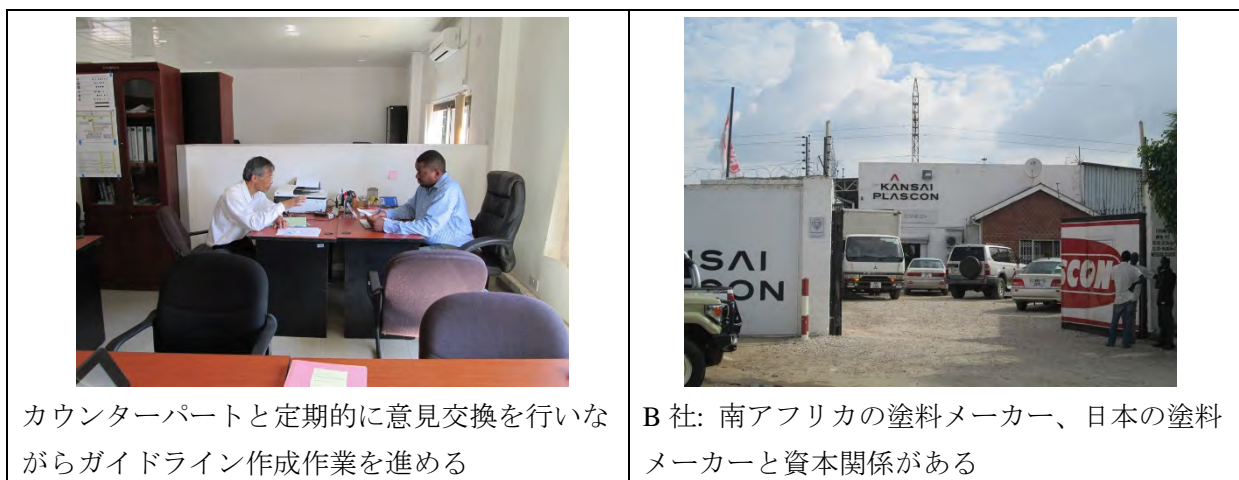 カウンターパートと定期的に意見交換を行いな
がらガイドライン作成作業を進める
KANSAI
PLASCON
NSAI
SCON
SCON
B 社: 南アフリカの塗料メーカー、日本の塗料
メーカーと資本関係がある